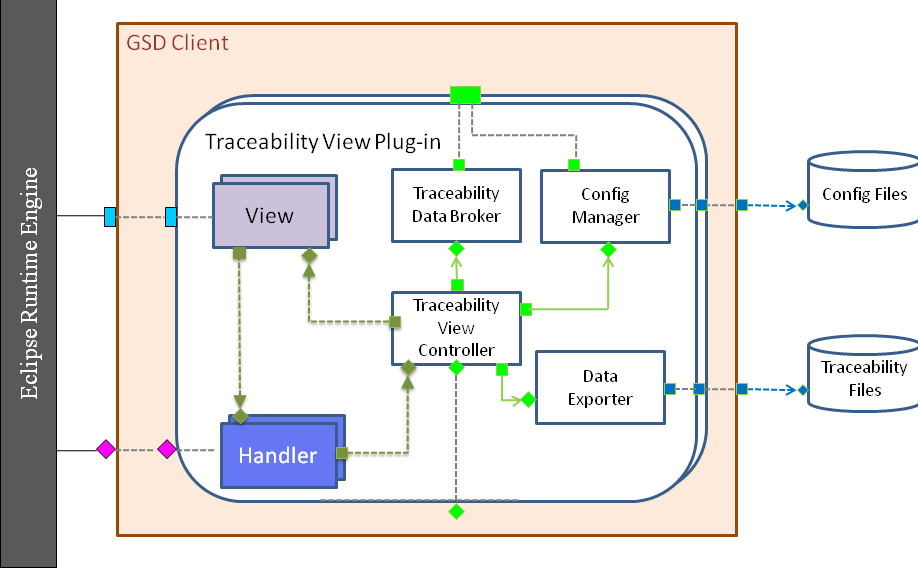 GSD Client
Traceability View Plug-in
Eclipse Runtime Engine
View
Traceability
Data Broker
Config
Manager
Config Files
Traceability
View
Controller
Data
Exporter
Traceability
Files
Handler